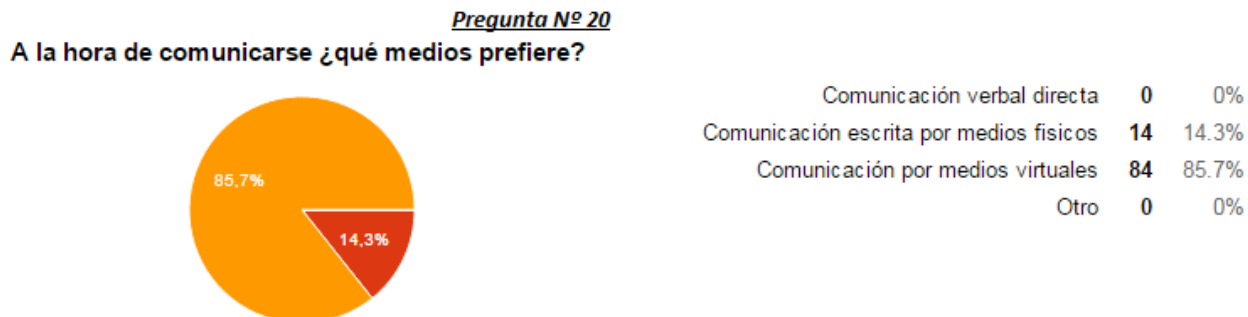 Pregunta Nº 20
A la hora de comunicarse ¿qué medios prefiere?
85,7%
14,3%
Comunicación verbal directa 0 0%
Comunicación escrita por medios fisicos 14 14.3%
Comunicación por medios virtuales 84 85.7%
Otro 0 0%